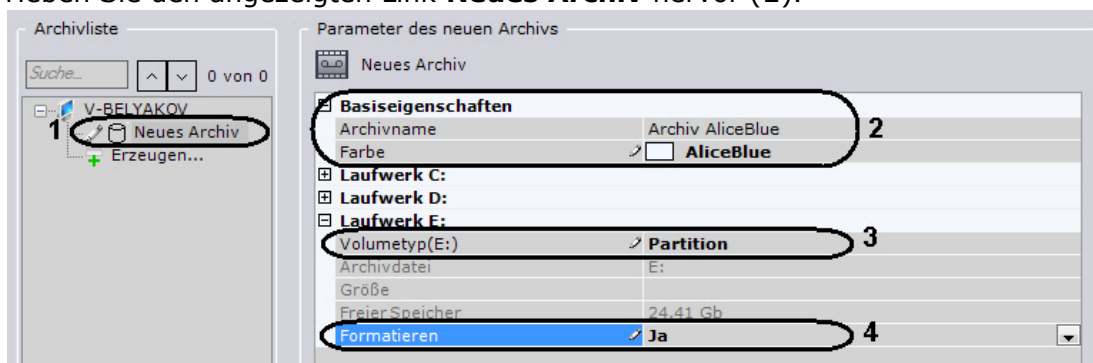 Heben Sie den angezeigten Link Neues Archiv hervor (1).
Archivliste
Suche...
0 von 0
V-BELYAKOV
1
Neues Archiv
Erzeugen...
Parameter des neuen Archivs
Neues Archiv
Basiseigenschaften
Archivname Archiv AliceBlue
2
Farbe AliceBlue
Laufwerk C:
Laufwerk D:
Laufwerk E:
Volumetyp(E:) Partition
3
Archivdatei E:
Größe
Freier Speicher 24.41 Gb
Formatieren Ja
4